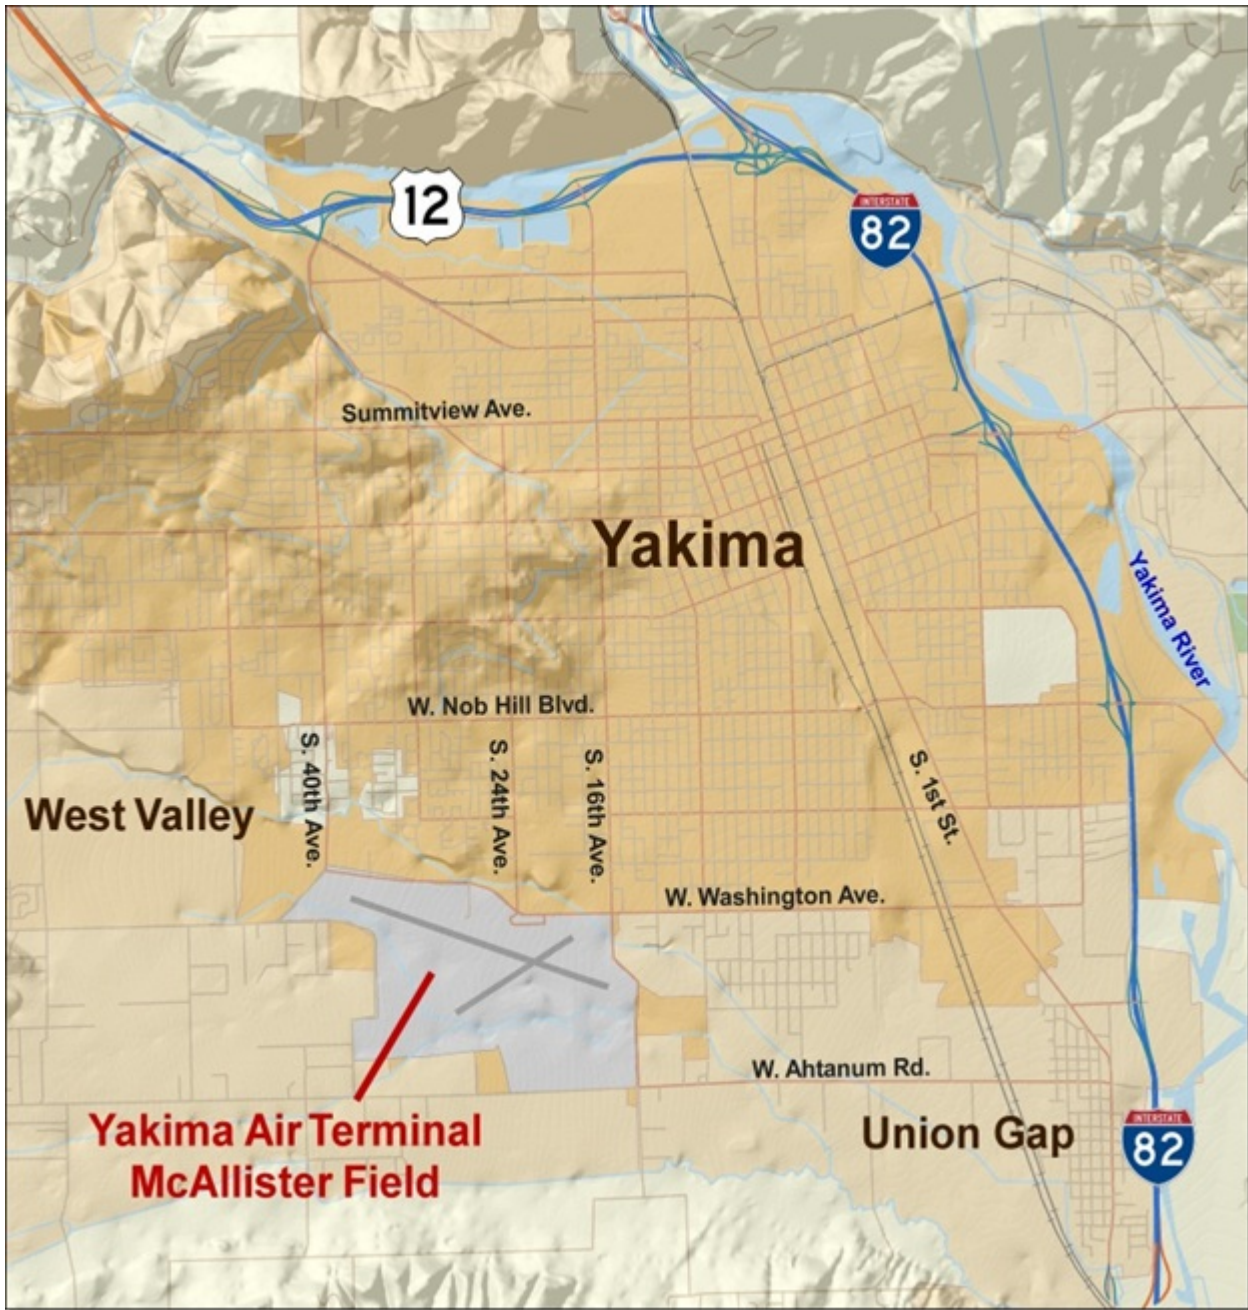 12
INTERSTATE
82
Summitview Ave.
Yakima
Yakima River
W. Nob Hill Blvd.
S. 40th Ave.
S. 24th Ave.
S. 16th Ave.
S. 1st St.
West Valley
W. Washington Ave.
W. Ahtanum Rd.
Yakima Air Terminal
McAllister Field
Union Gap
INTERSTATE
82